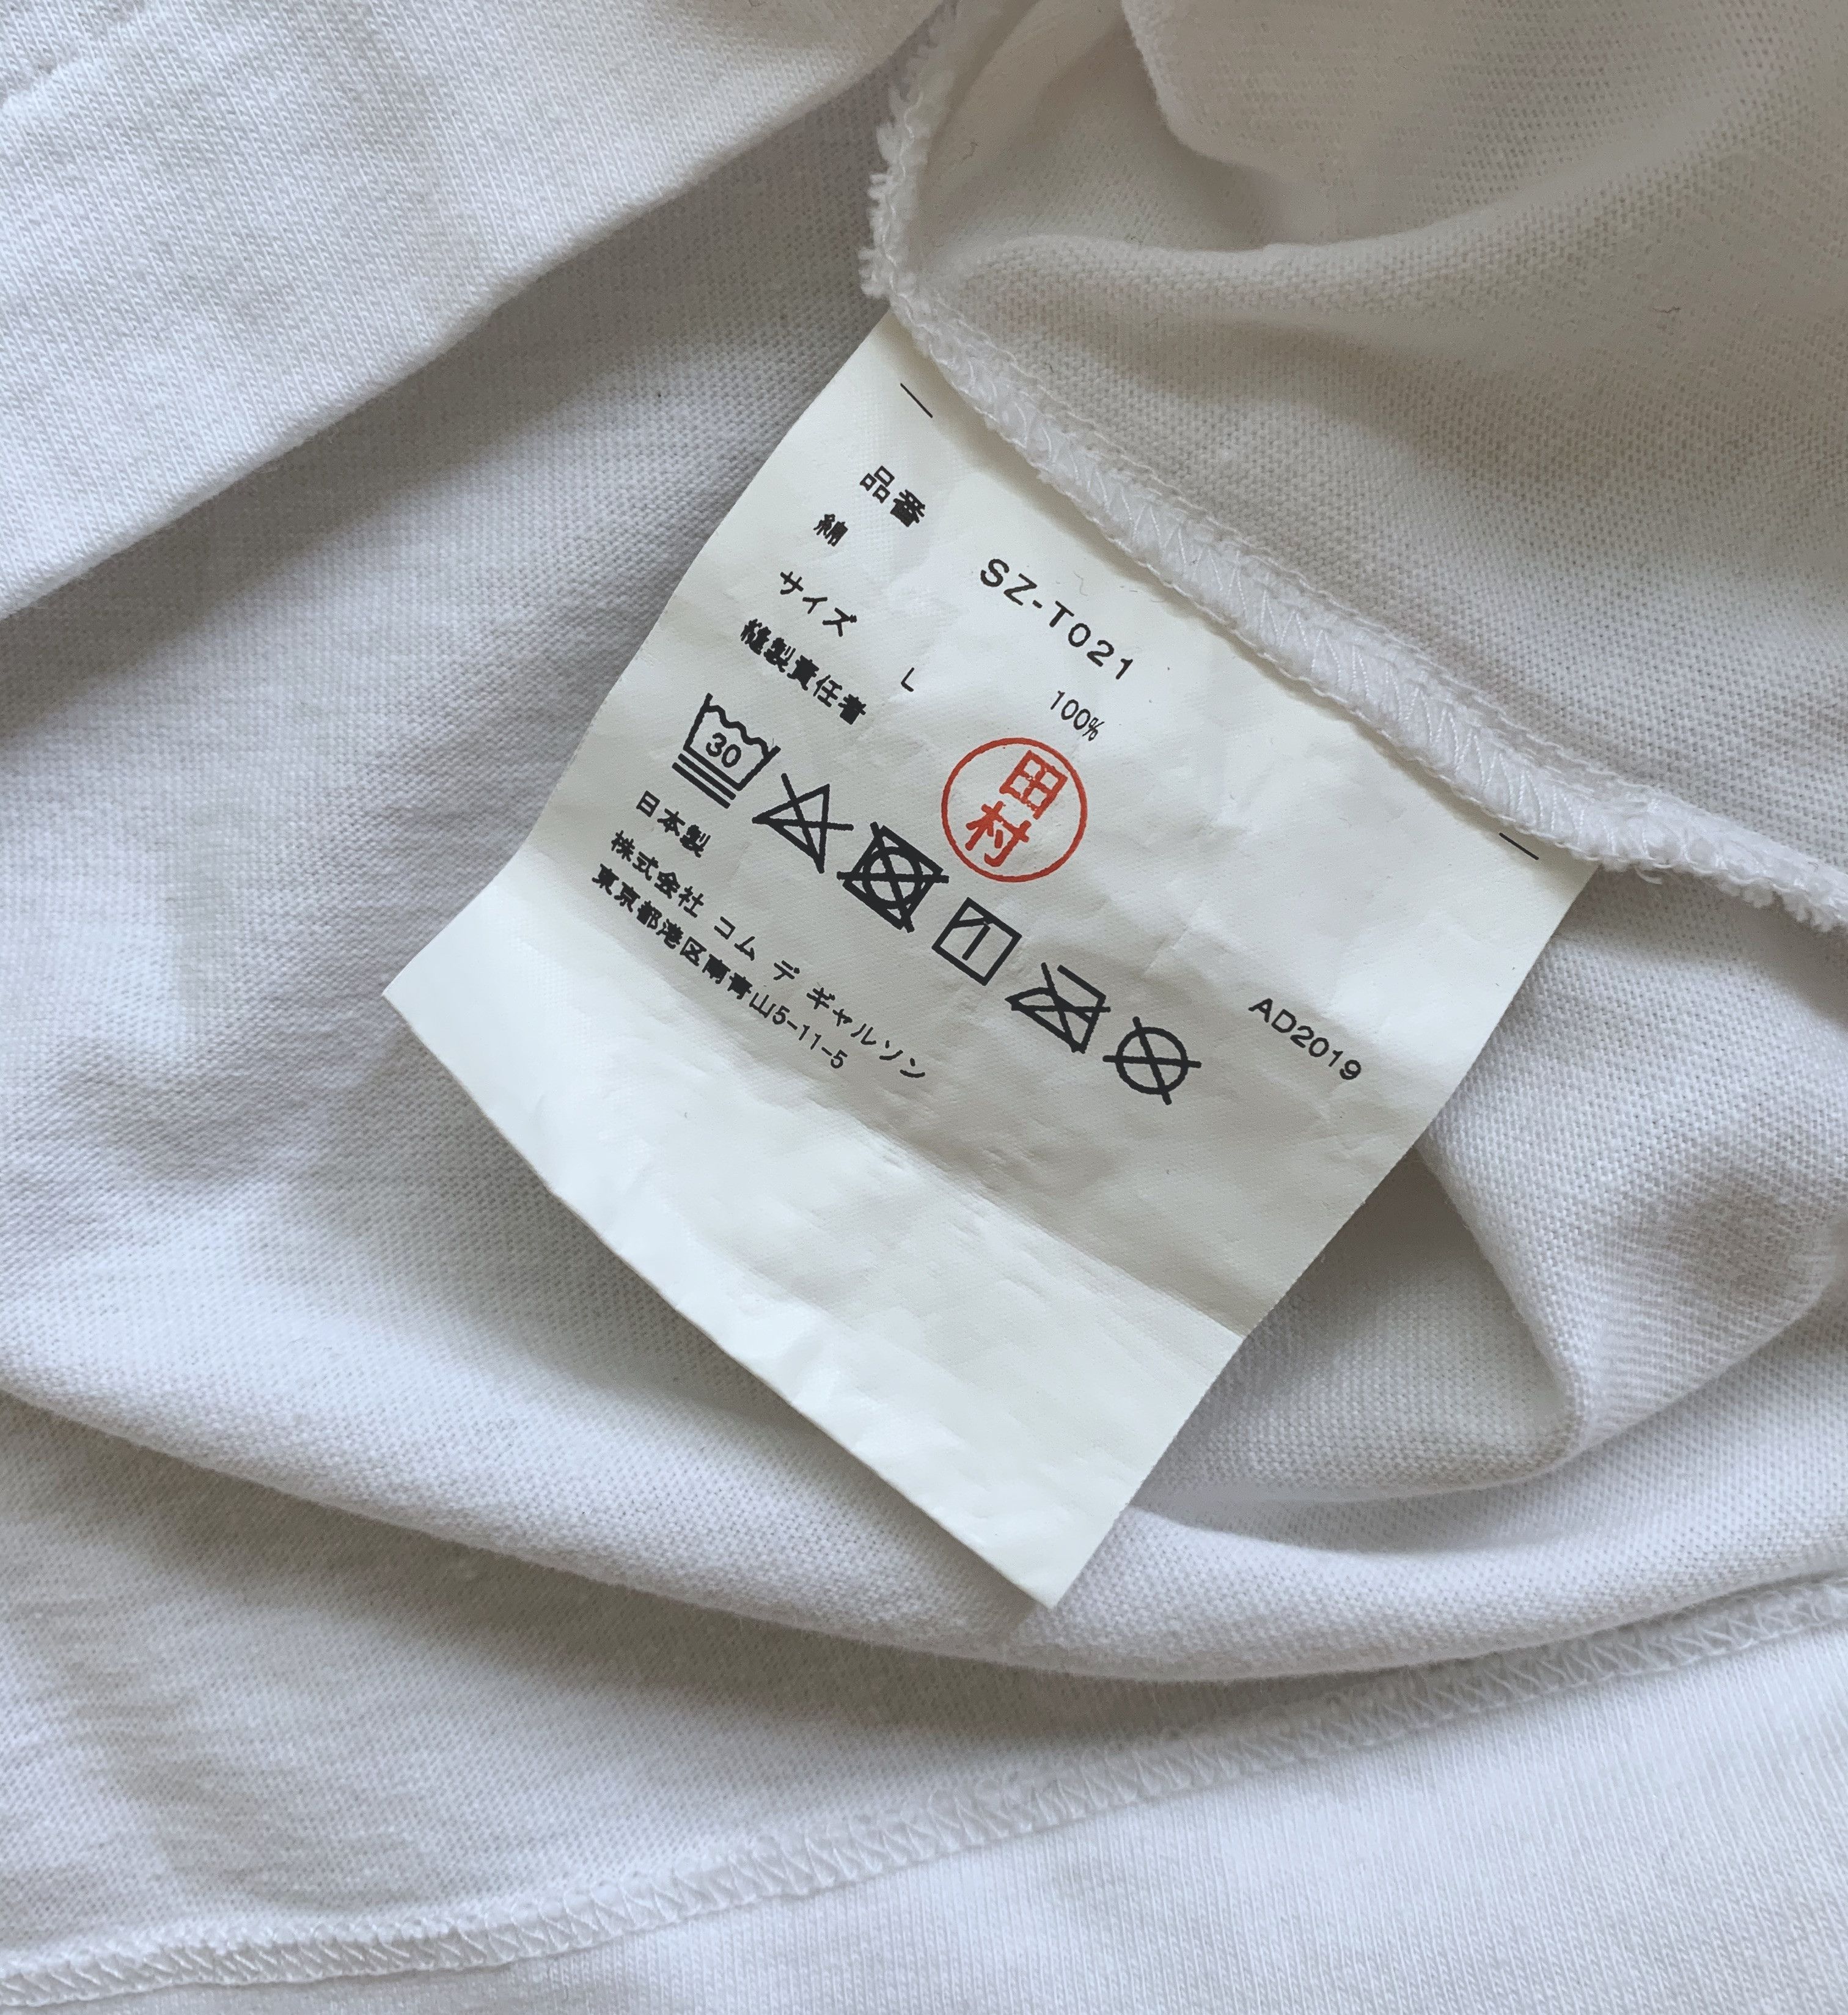 品番 SZ-T021
綿 100%
サイズ L
縫製責任者 田村
30
AD2019
日本製
株式会社 コム デ ギャルソン
東京都港区南青山5-11-5